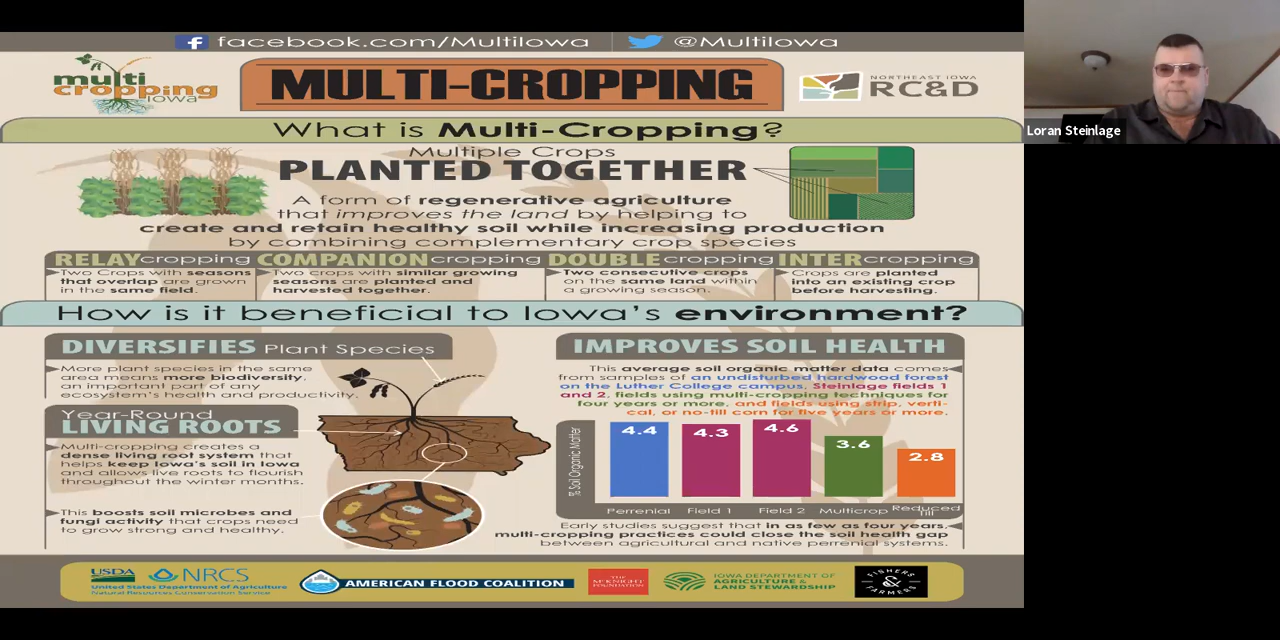 facebook.com/MultiIowa
@MultiIowa
multi
cropping
iowa
MULTI-CROPPING
NORTHEAST IOWA
RC&D
What is Multi-Cropping?
Multiple Crops
PLANTED TOGETHER
A form of regenerative agriculture
that improves the land by helping to
create and retain healthy soil while increasing production
by combining complementary crop species
RELAYcropping
Two Crops with seasons
that overlap are grown
in the same field.
COMPANIONcropping
Two crops with similar growing
seasons are planted and
harvested together.
DOUBLEcropping
Two consecutive crops
on the same land within
a growing season.
INTERcropping
Crops are planted
into an existing crop
before harvesting.
How is it beneficial to Iowa's environment?
DIVERSIFIES Plant Species
More plant species in the same
area means more biodiversity,
an important part of any
ecosystem's health and productivity.
Year-Round
LIVING ROOTS
Multi-cropping creates a
dense living root system that
helps keep Iowa's soil in Iowa
and allows live roots to flourish
throughout the winter months.
This boosts soil microbes and
fungi activity that crops need
to grow strong and healthy.
IMPROVES SOIL HEALTH
This average soil organic matter data comes
from samples of an undisturbed hardwood forest
on the Luther College campus, Steinlage fields 1
and 2, fields using multi-cropping techniques for
four years or more, and fields using strip, verti-
cal, or no-till corn for five years or more.
% Soil Organic Matter
4.4
4.3
4.6
3.6
2.8
Perrenial
Field 1
Field 2
Multicrop
Reduced
Till
Early studies suggest that in as few as four years,
multi-cropping practices could close the soil health gap
between agricultural and native perrenial systems.
USDA
NRCS
United States Department of Agriculture
Natural Resources Conservation Service
AMERICAN FLOOD COALITION
THE
MCKNIGHT
FOUNDATION
IOWA DEPARTMENT OF
AGRICULTURE &
LAND STEWARDSHIP
FISHERS
&
FARMERS
Loran Steinlage